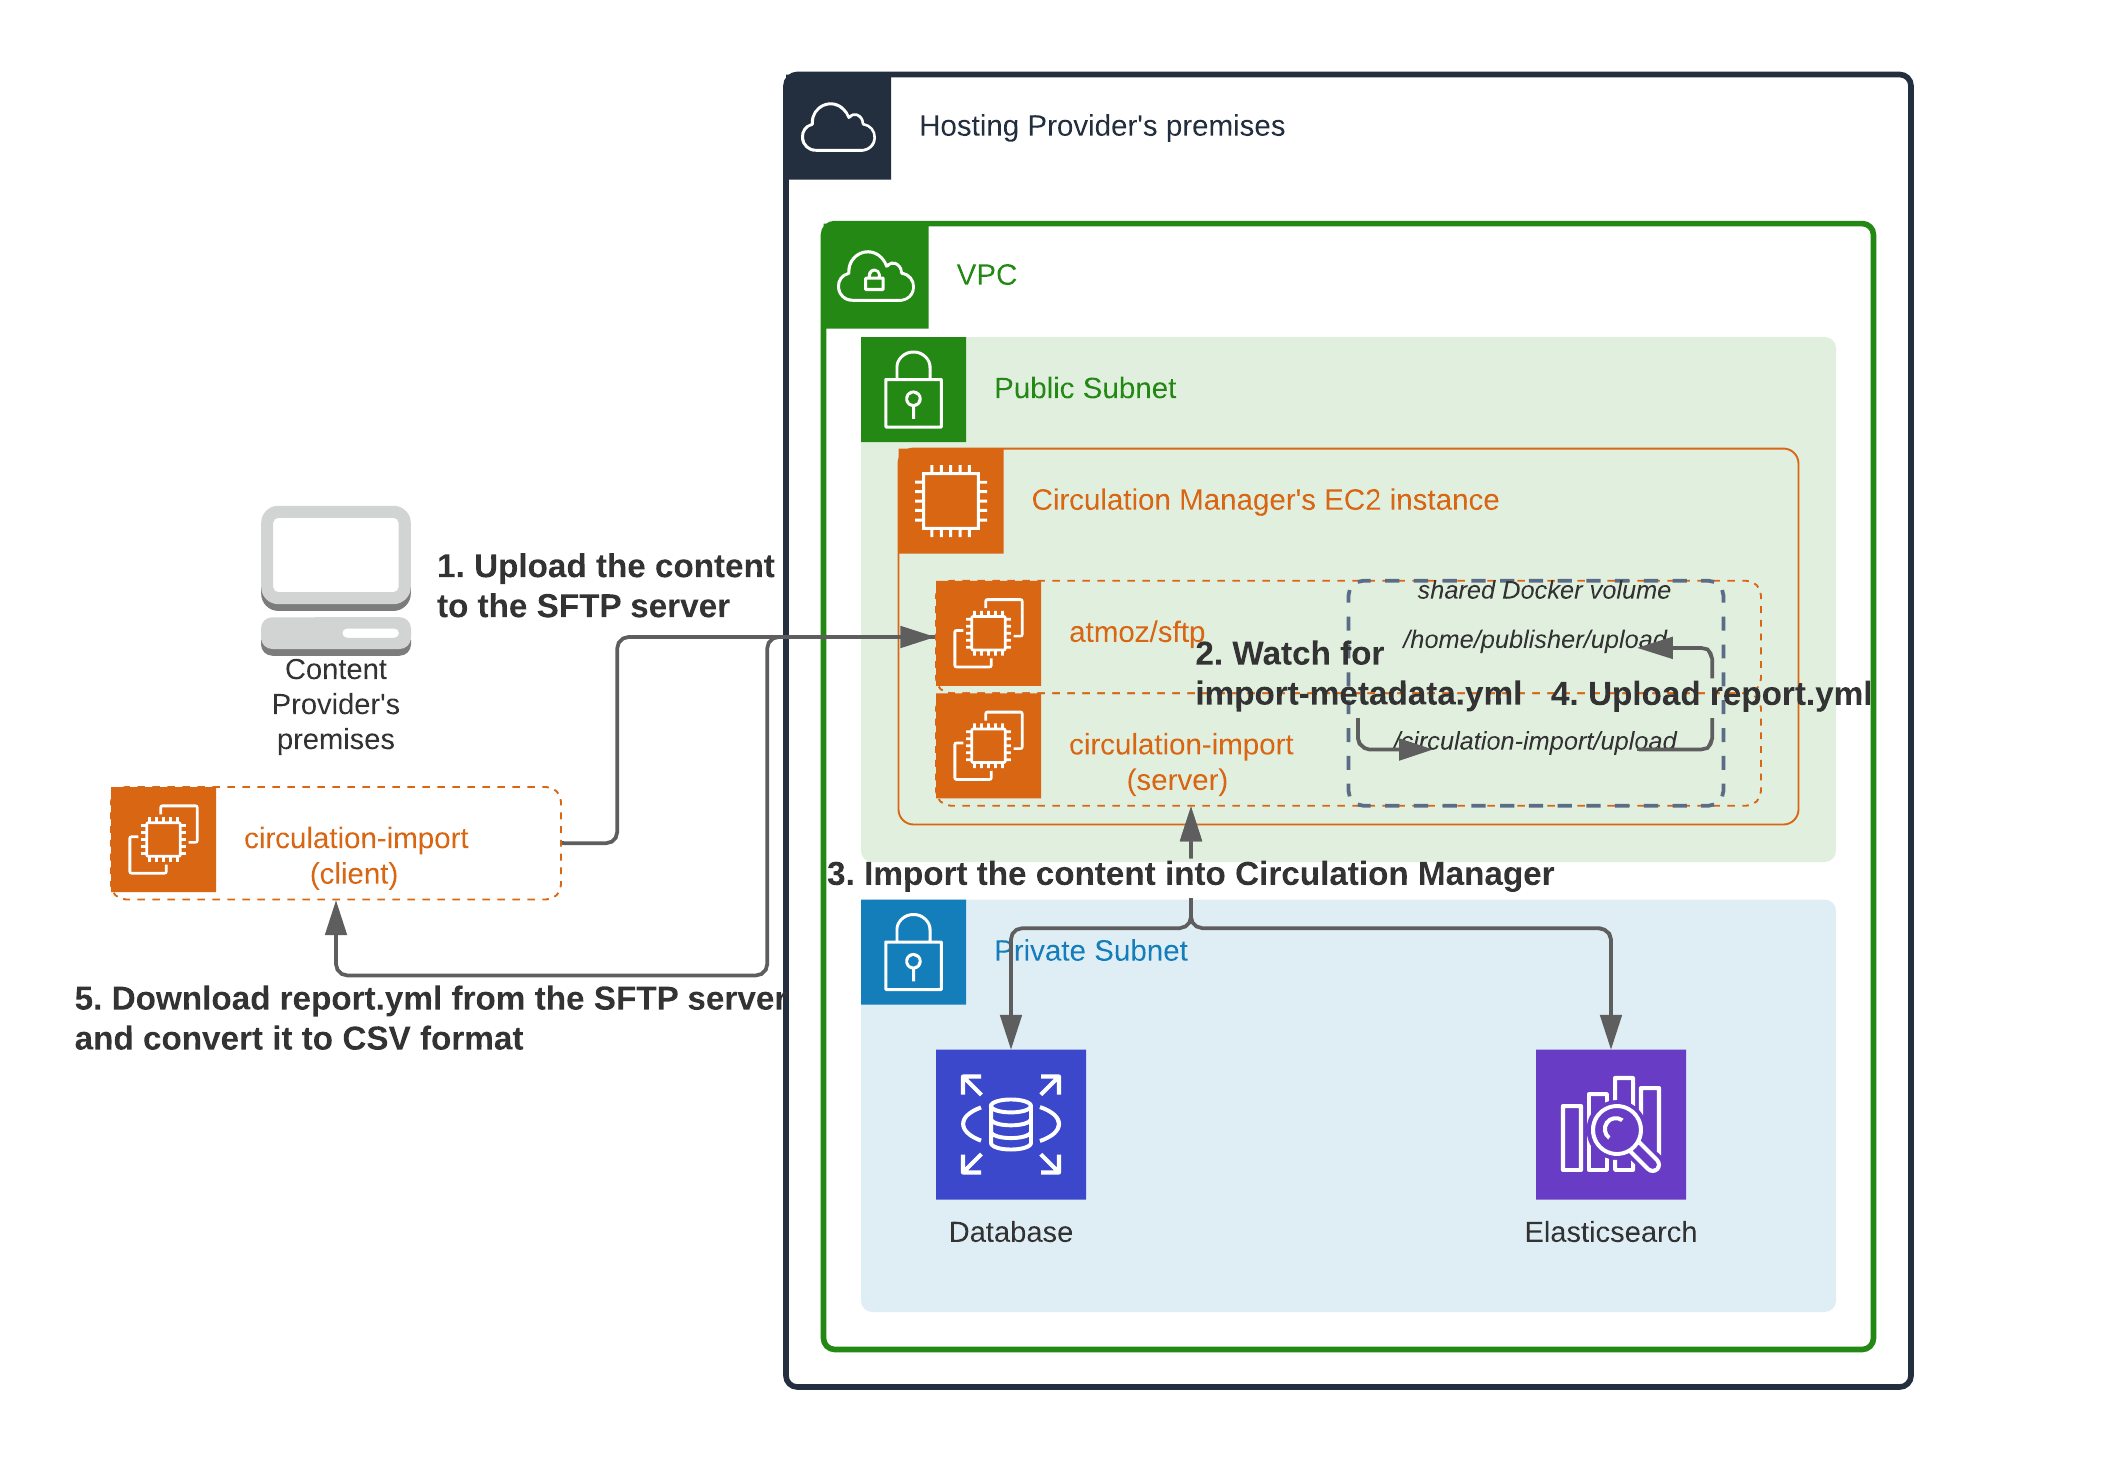 Hosting Provider's premises
VPC
Public Subnet
Circulation Manager's EC2 instance
1. Upload the content
to the SFTP server
Content
Provider's
premises
shared Docker volume
atmoz/sftp
/home/publisher/upload
2. Watch for
import-metadata.yml
4. Upload report.yml
circulation-import
(server)
/circulation-import/upload
circulation-import
(client)
3. Import the content into Circulation Manager
Private Subnet
5. Download report.yml from the SFTP server
and convert it to CSV format
Database
Elasticsearch